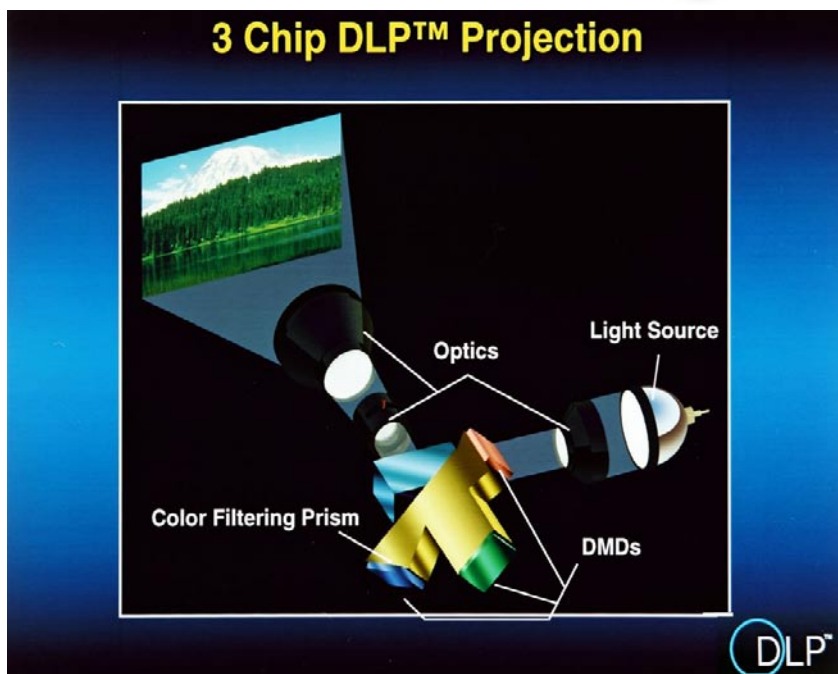 3 Chip DLP™ Projection
Light Source
Optics
Color Filtering Prism
DMDs
DLP™